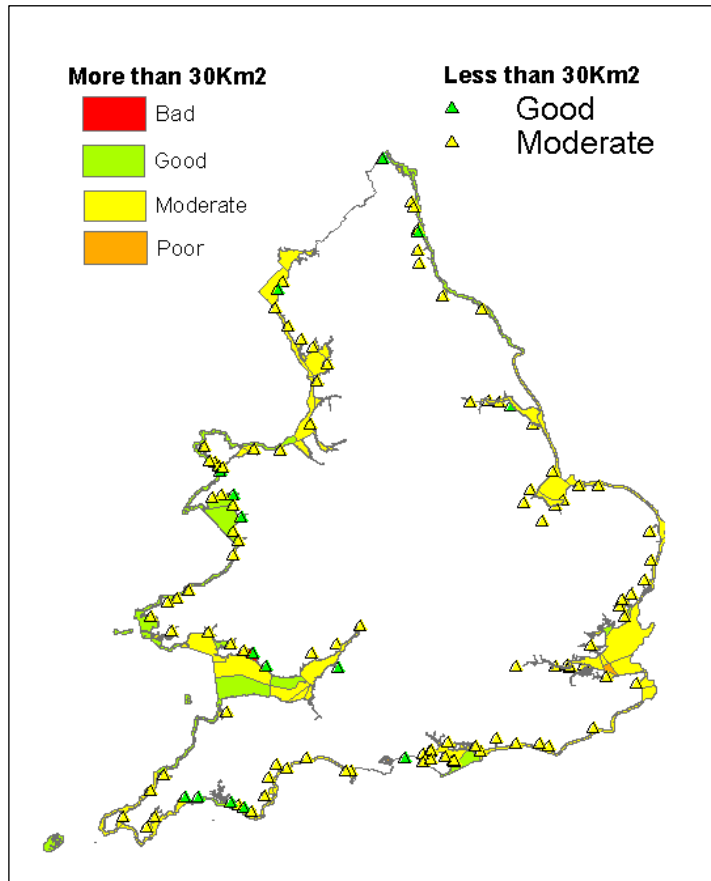 More than 30Km2
Bad
Good
Moderate
Poor
Less than 30Km2
Good
Moderate